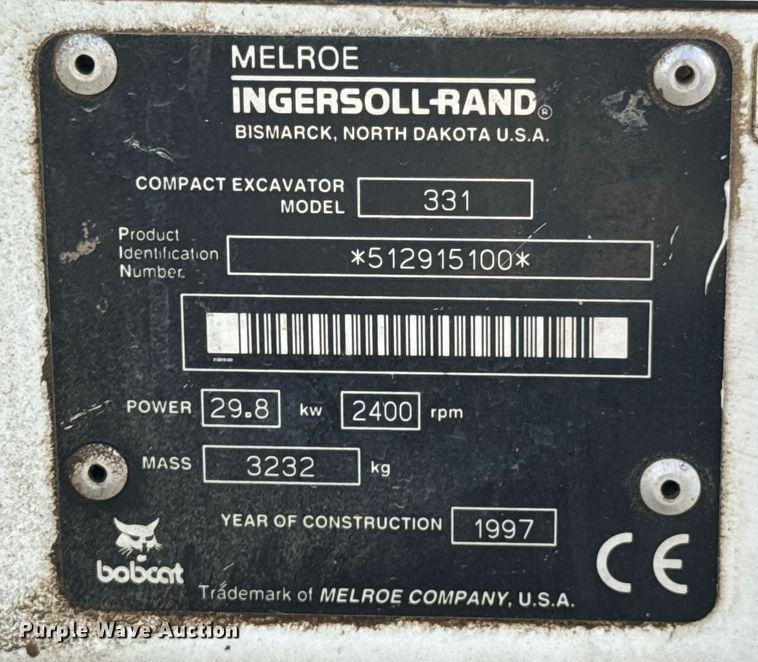 MELROE
INGERSOLL-RAND®
BISMARCK, NORTH DAKOTA U.S.A.
COMPACT EXCAVATOR
MODEL 331
Product
Identification
Number
*512915100*
POWER 29.8 kw 2400 rpm
MASS 3232 kg
YEAR OF CONSTRUCTION 1997
bobcat
CE
Trademark of MELROE COMPANY, U.S.A.
Purple Wave Auction